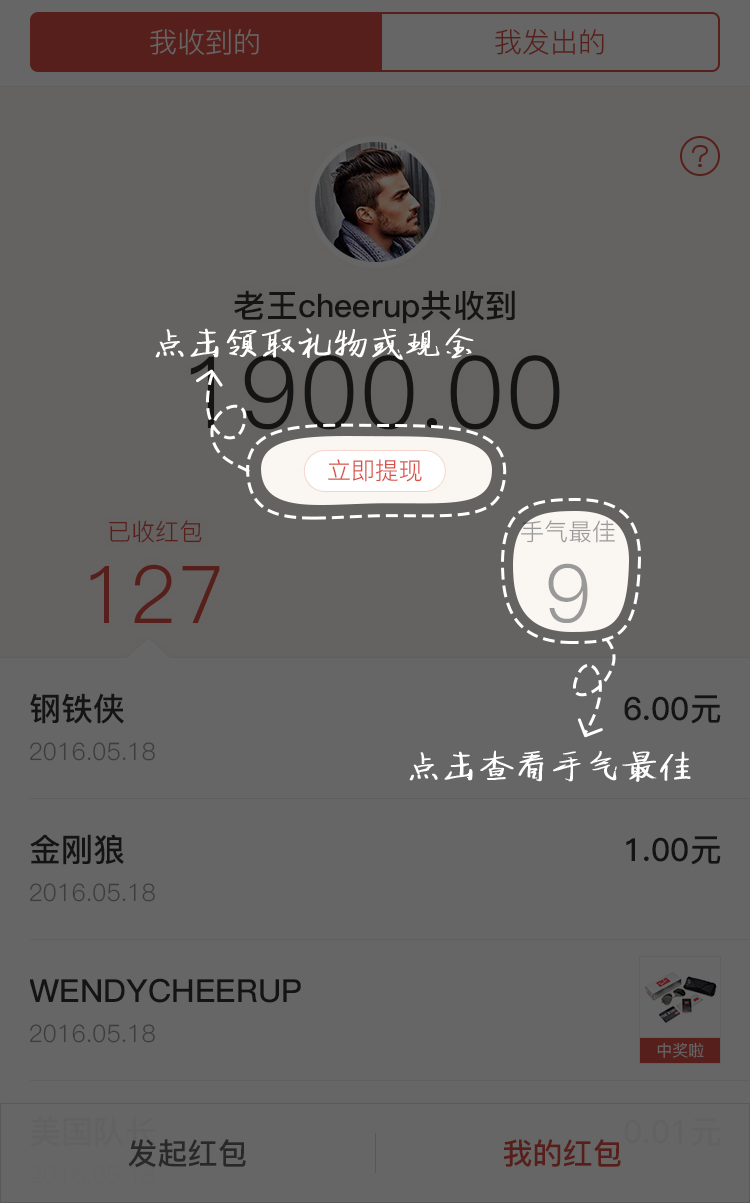 我收到的
我发出的
?
老王cheerup共收到
点击领取礼物或现金
1900.00
立即提现
已收红包
手气最佳
127
9
钢铁侠
6.00元
2016.05.18
点击查看手气最佳
金刚狼
1.00元
2016.05.18
WENDYCHEERUP
2016.05.18
中奖啦
美国队长
0.01元
发起红包
我的红包